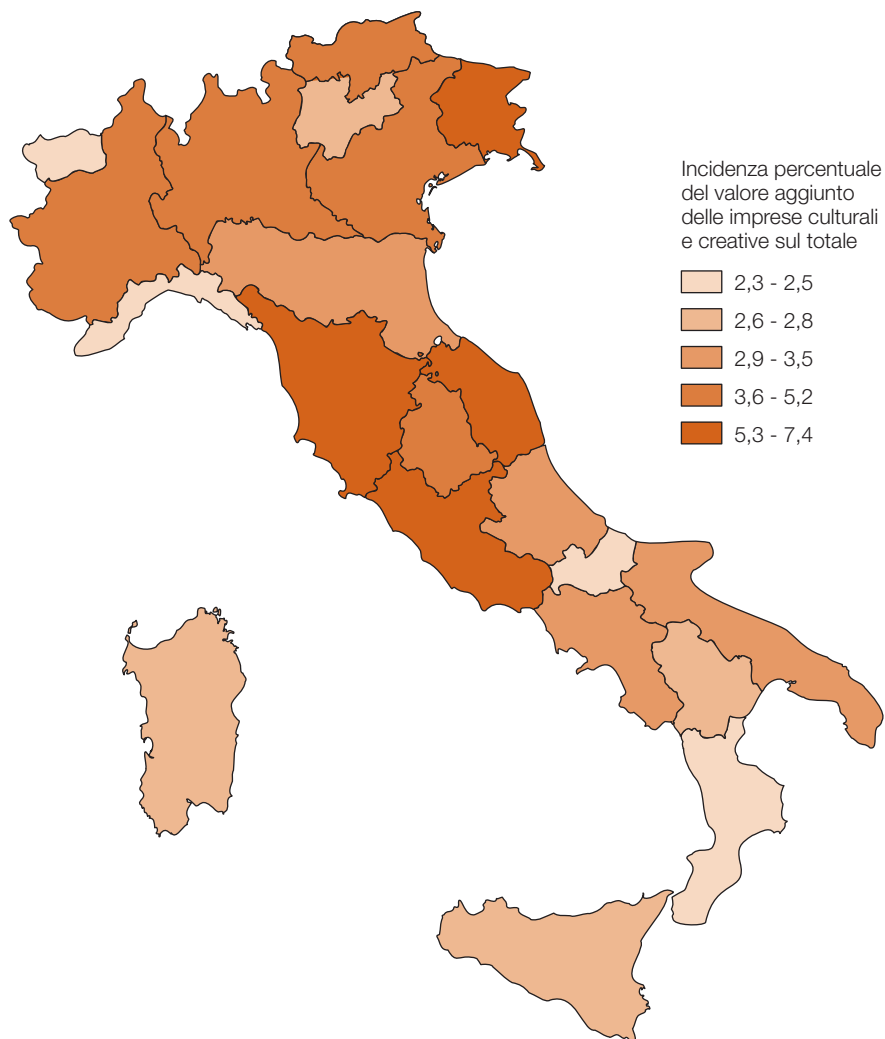 Incidenza percentuale
del valore aggiunto
delle imprese culturali
e creative sul totale
2,3 - 2,5
2,6 - 2,8
2,9 - 3,5
3,6 - 5,2
5,3 - 7,4